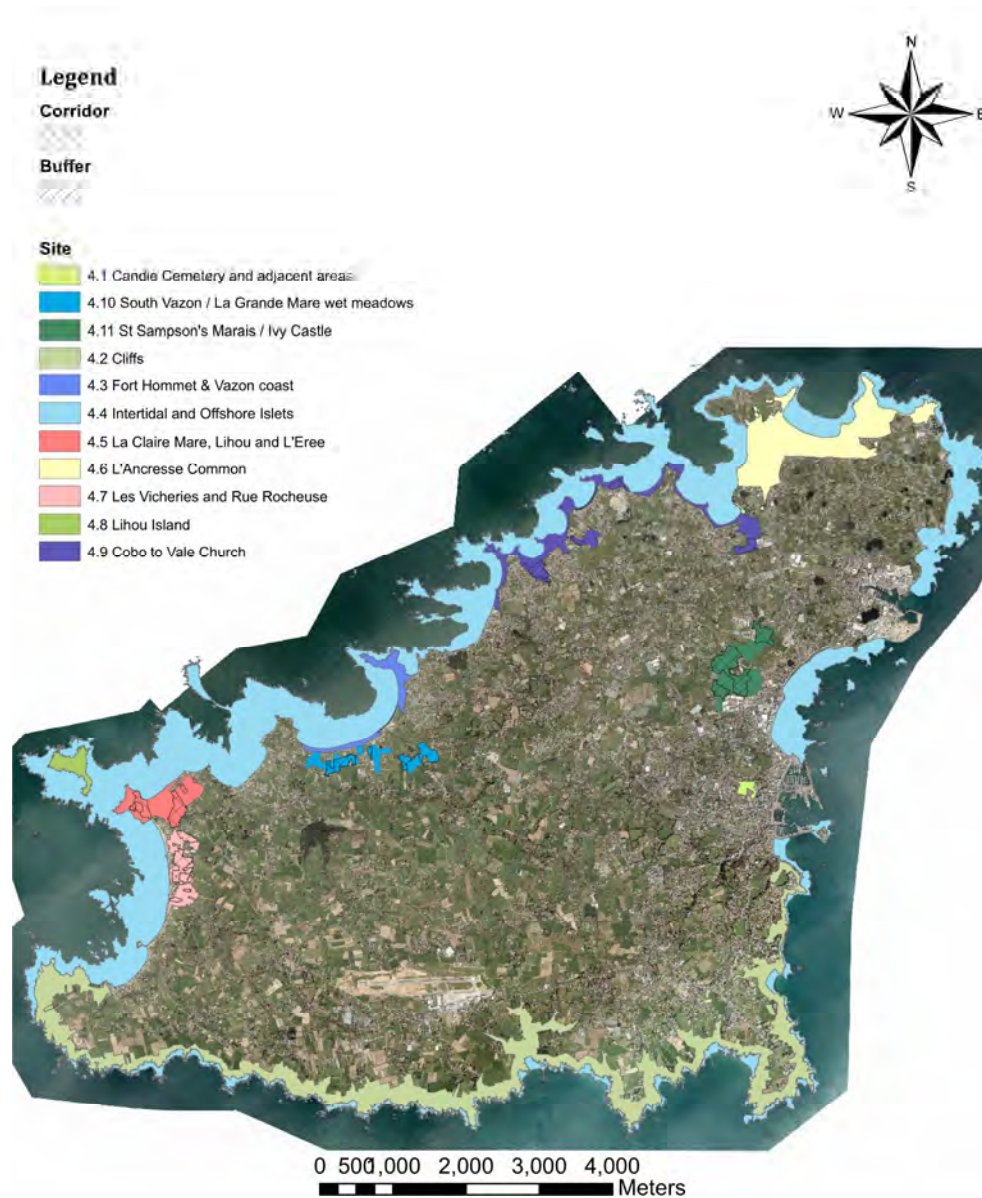 N
W
E
S
Legend
Corridor
Buffer
Site
4.1 Candie Cemetery and adjacent areas
4.10 South Vazon / La Grande Mare wet meadows
4.11 St Sampson's Marais / Ivy Castle
4.2 Cliffs
4.3 Fort Hommet & Vazon coast
4.4 Intertidal and Offshore Islets
4.5 La Claire Mare, Lihou and L'Eree
4.6 L'Ancresse Common
4.7 Les Vicheries and Rue Rocheuse
4.8 Lihou Island
4.9 Cobo to Vale Church
0 500 1,000 2,000 3,000 4,000
Meters